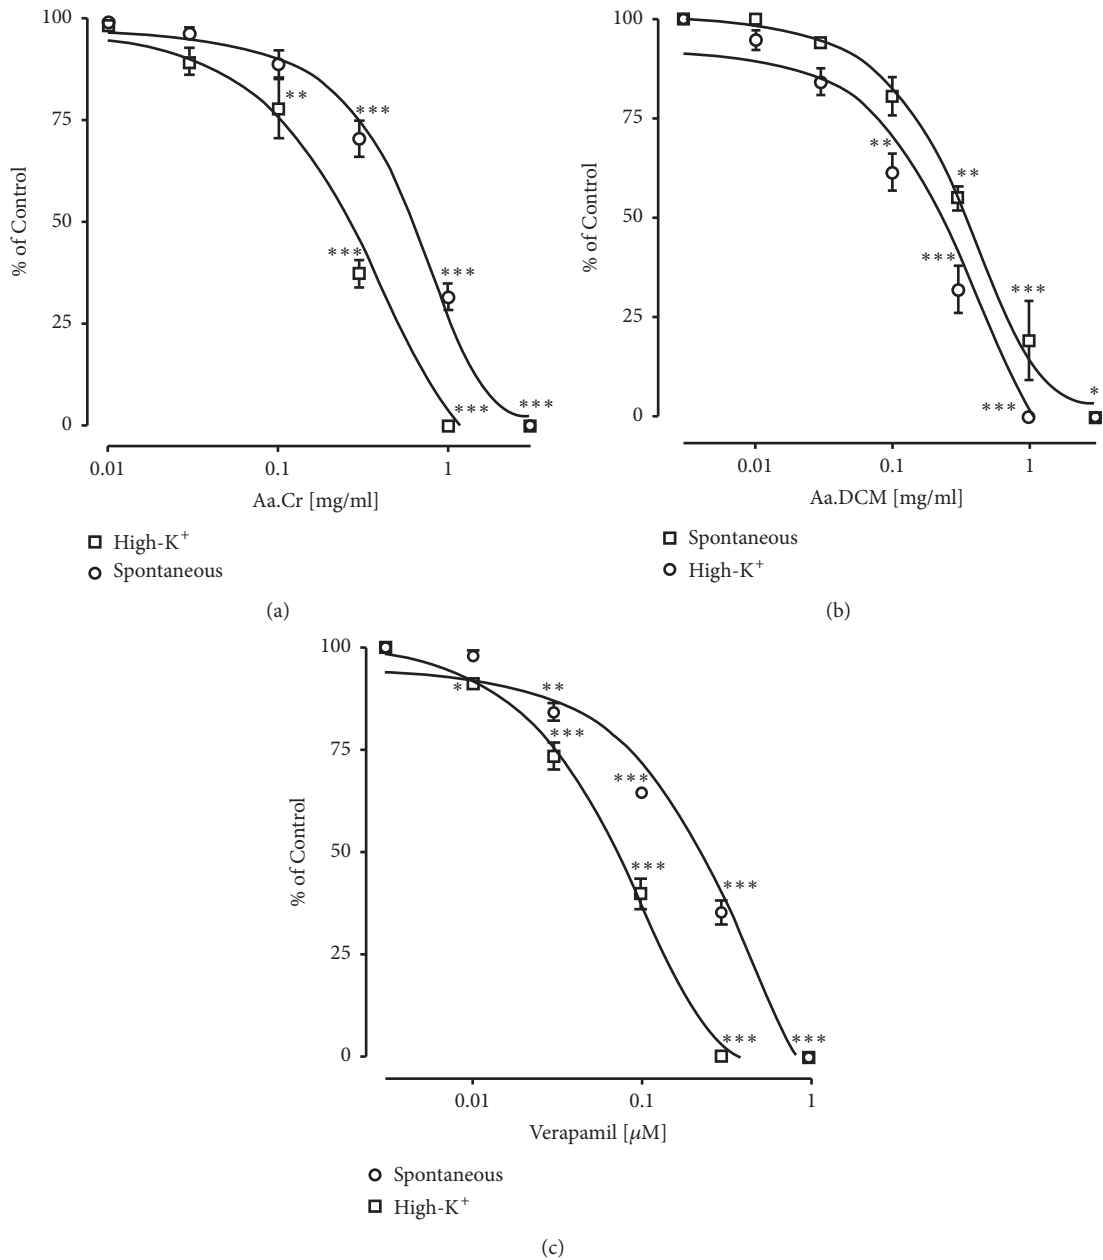 100
75
50
25
0
% of Control
**
***
***
***
***
***
0.01 0.1 1
Aa.Cr [mg/ml]
High-K⁺
Spontaneous
(a)
100
75
50
25
0
% of Control
**
**
***
***
***
*
0.01 0.1 1
Aa.DCM [mg/ml]
Spontaneous
High-K⁺
(b)
100
75
50
25
0
% of Control
*
**
***
***
***
***
***
***
0.01 0.1 1
Verapamil [μM]
Spontaneous
High-K⁺
(c)